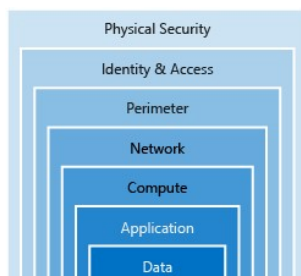 Physical Security
Identity & Access
Perimeter
Network
Compute
Application
Data